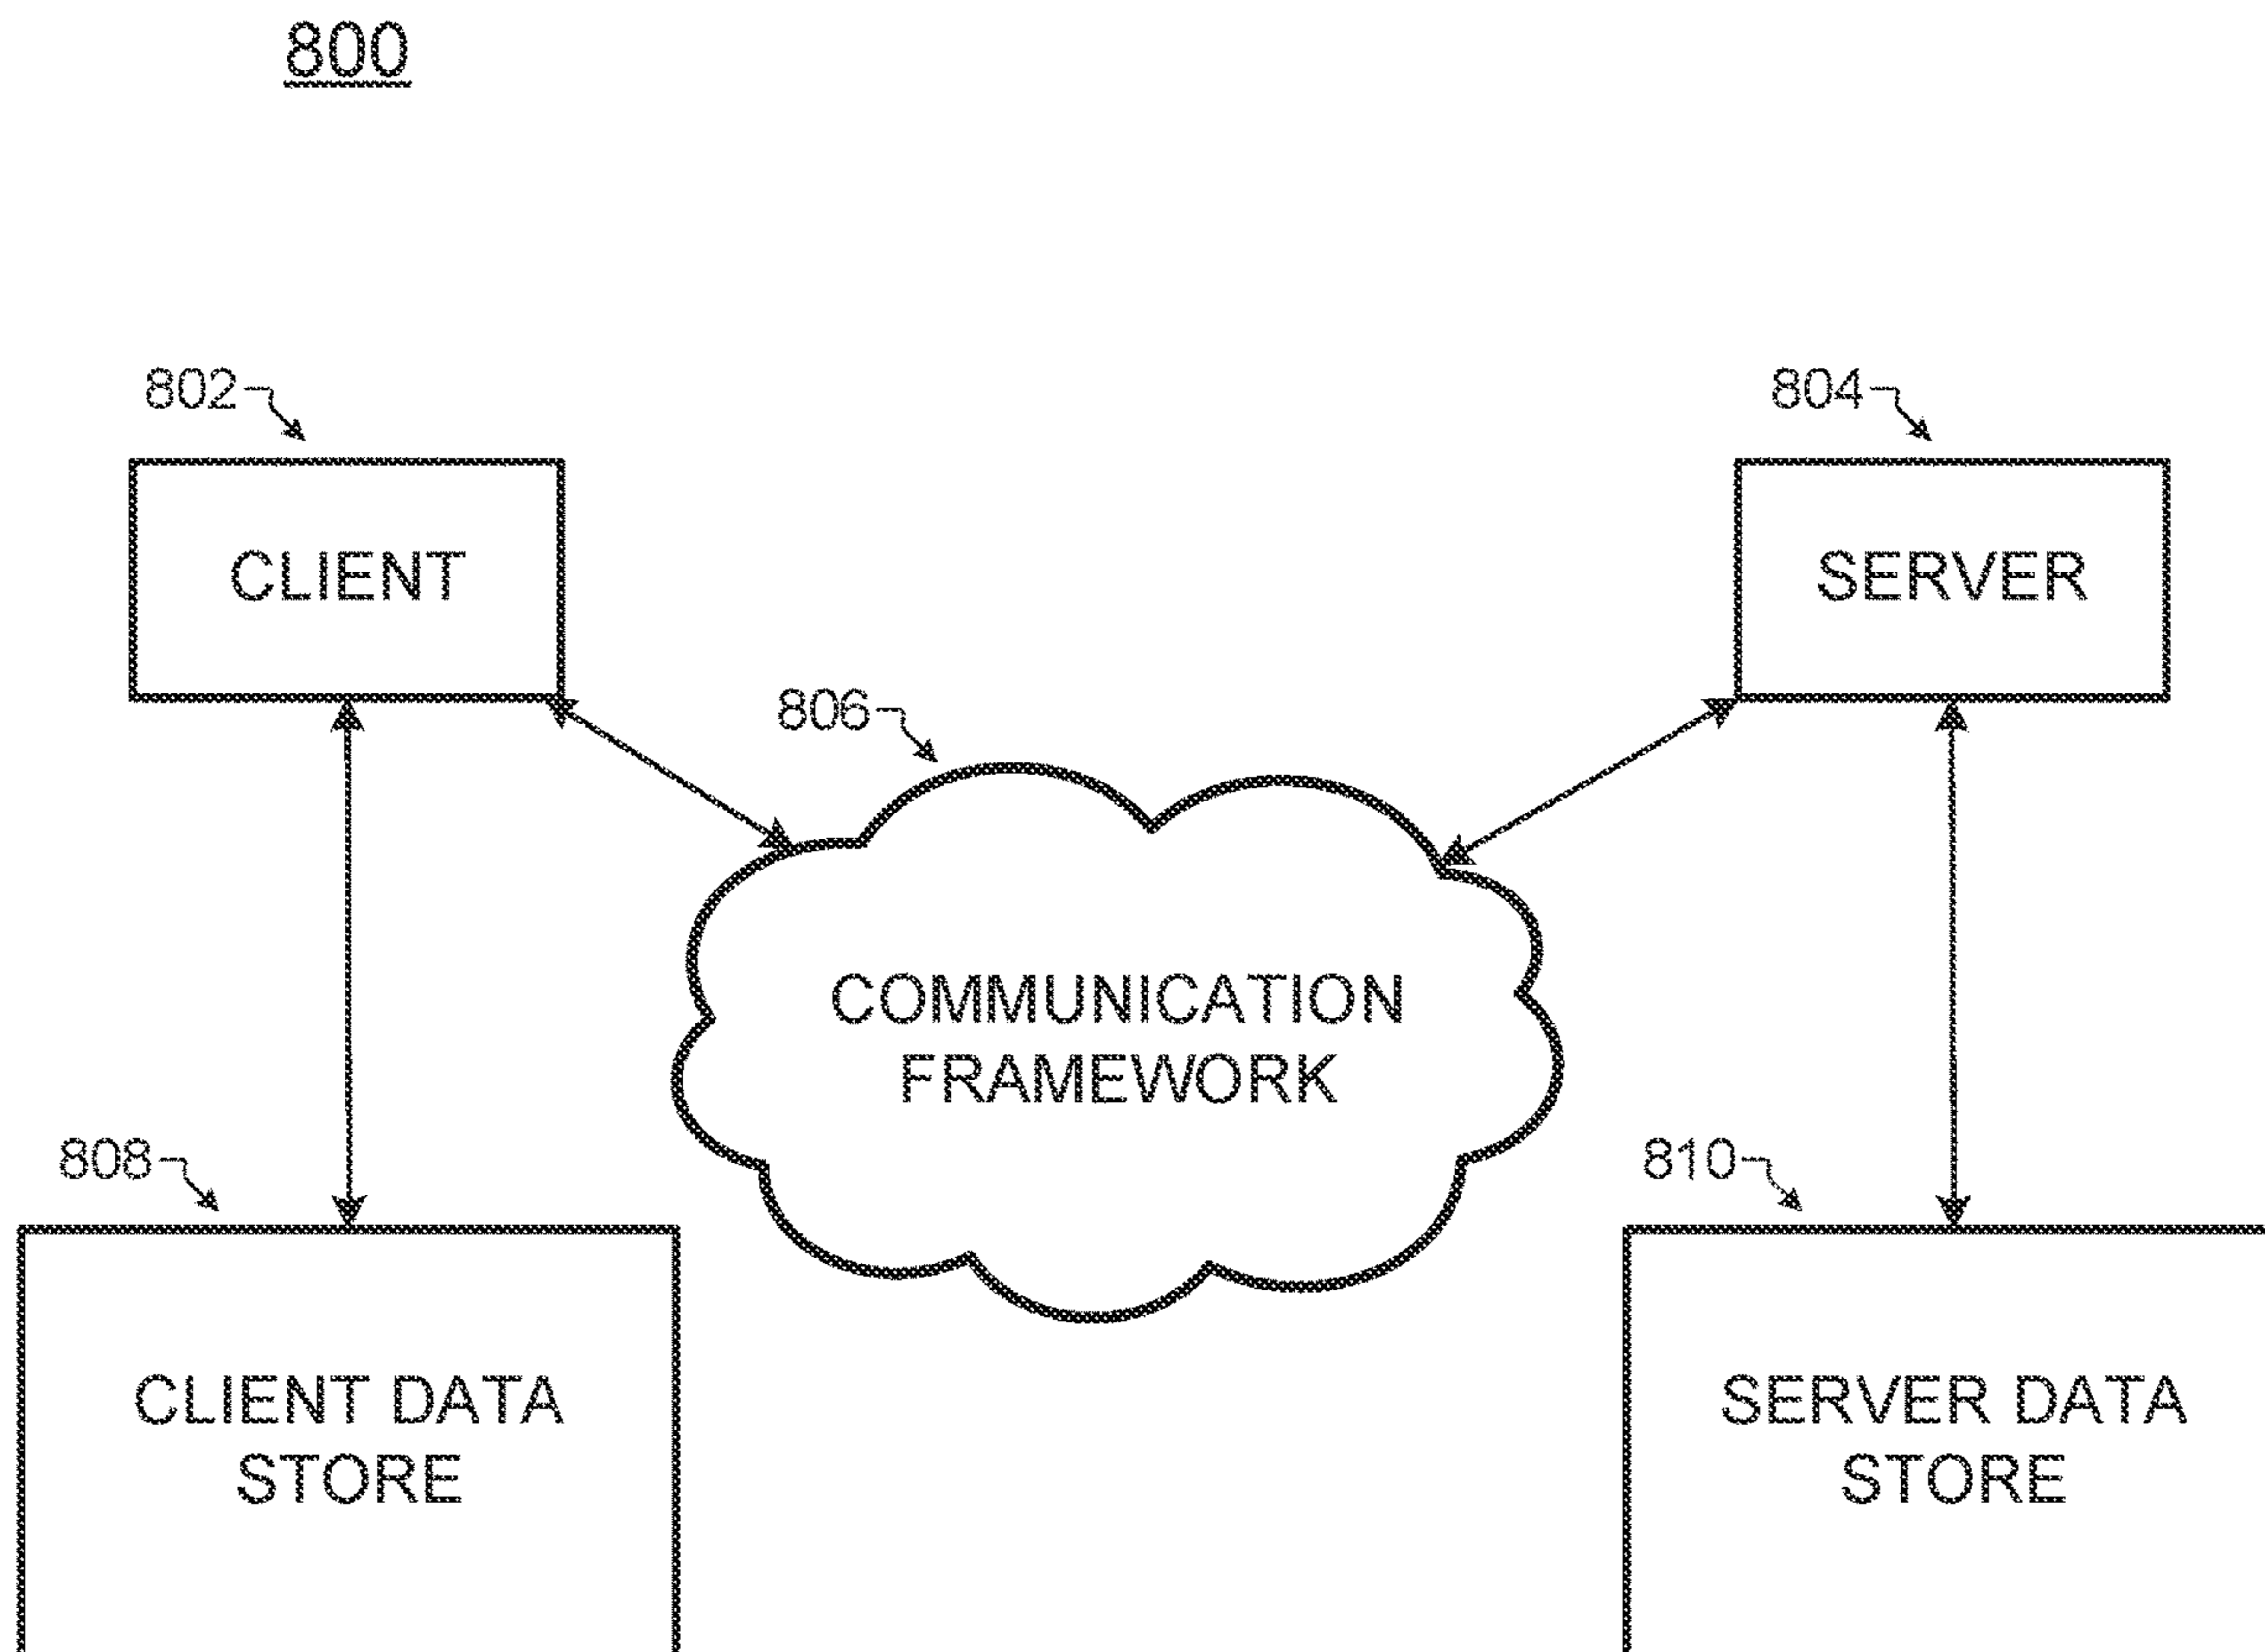 800
802
804
CLIENT
SERVER
806
COMMUNICATION
FRAMEWORK
808
810
CLIENT DATA
STORE
SERVER DATA
STORE